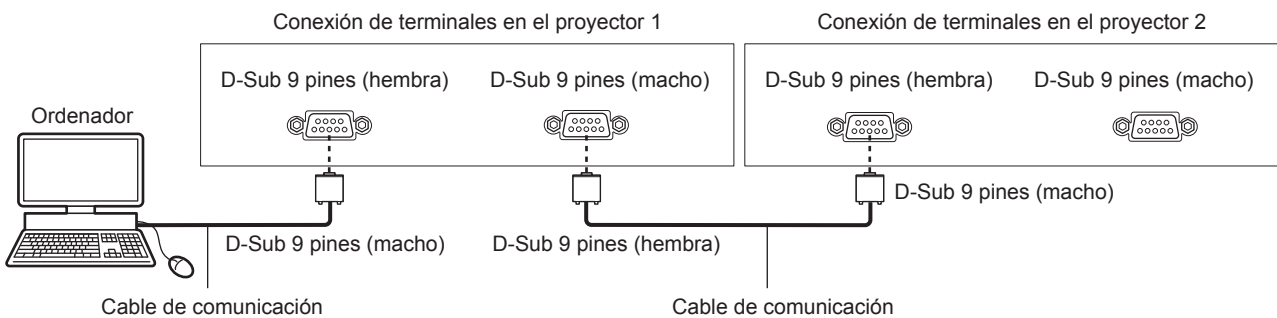 Conexión de terminales en el proyector 1
Conexión de terminales en el proyector 2
D-Sub 9 pines (hembra)
D-Sub 9 pines (macho)
D-Sub 9 pines (hembra)
D-Sub 9 pines (macho)
Ordenador
D-Sub 9 pines (macho)
D-Sub 9 pines (macho)
D-Sub 9 pines (hembra)
Cable de comunicación
Cable de comunicación